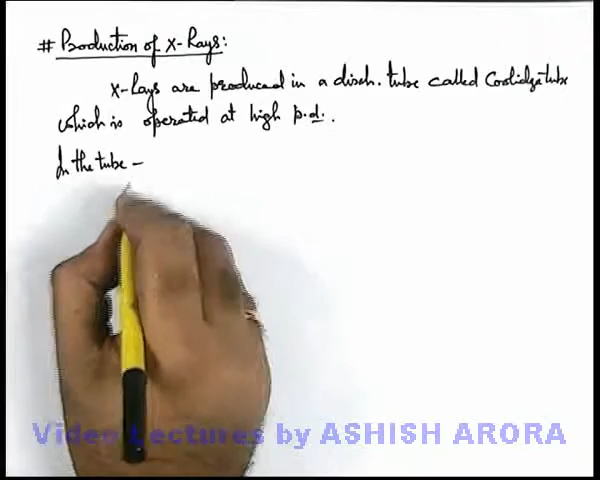 # Production of X-Rays:
X-Rays are produced in a disch. tube called Coolidge tube
which is operated at high p.d.
In the tube –
Video Lectures by ASHISH ARORA